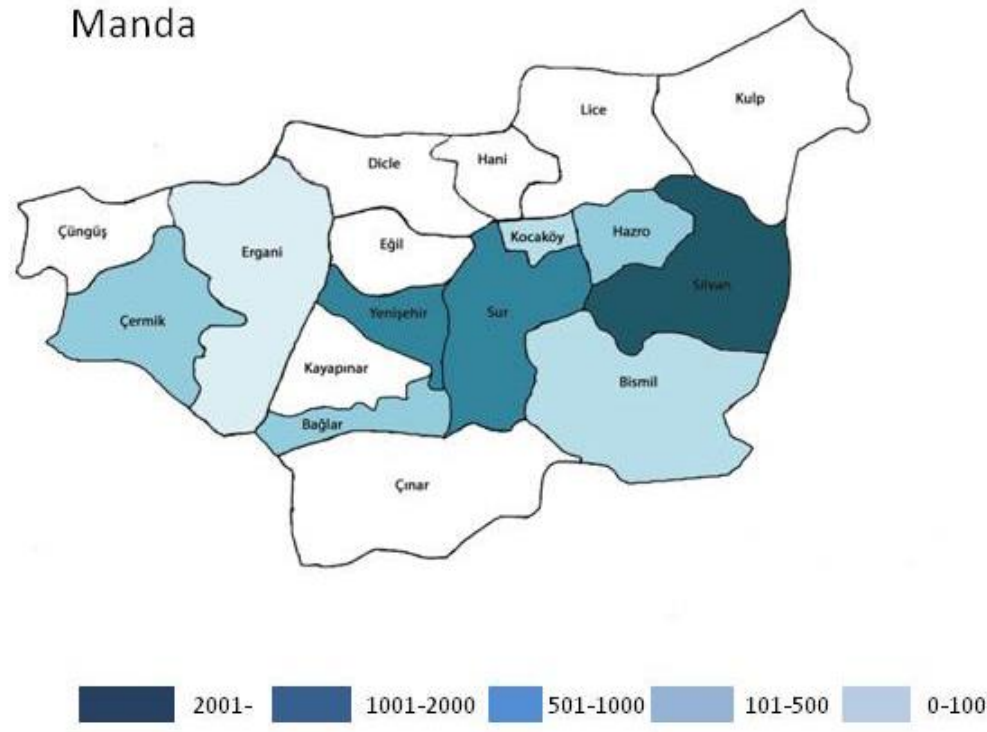 Manda
Kulp
Lice
Hani
Dicle
Çüngüş
Eğil
Kocaköy
Hazro
Ergani
Silvan
Yenişehir
Sur
Çermik
Kayapınar
Bismil
Bağlar
Çınar
2001- 1001-2000 501-1000 101-500 0-100